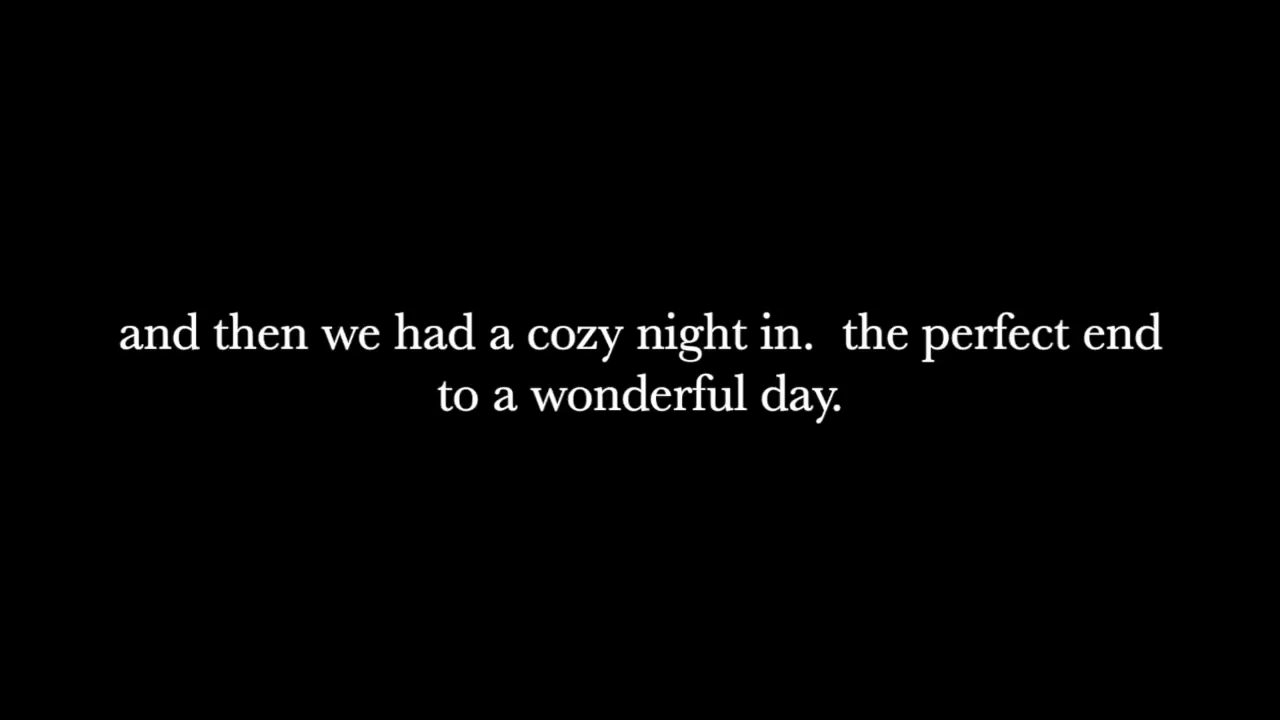 and then we had a cozy night in.  the perfect end
to a wonderful day.